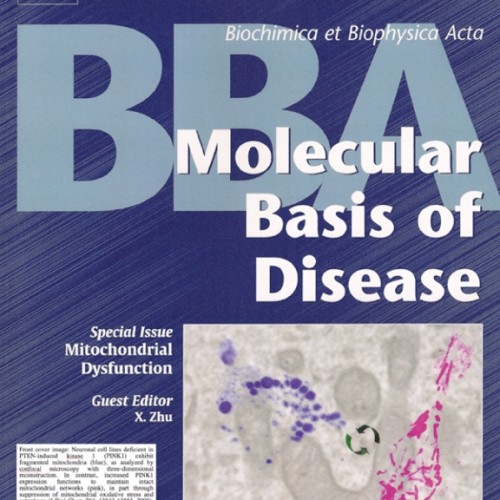 Biochimica et Biophysica Acta
BBA
Molecular
Basis of
Disease
Special Issue
Mitochondrial
Dysfunction
Guest Editor
X. Zhu
Front cover image: Neuronal cell lines deficient in
PTEN-induced kinase 1 (PINK1) exhibit
fragmented mitochondria (blue), as analyzed by
confocal microscopy with three-dimensional
reconstruction. In contrast, increased PINK1
expression functions to maintain intact
mitochondrial networks (pink), in part through
suppression of mitochondrial oxidative stress and